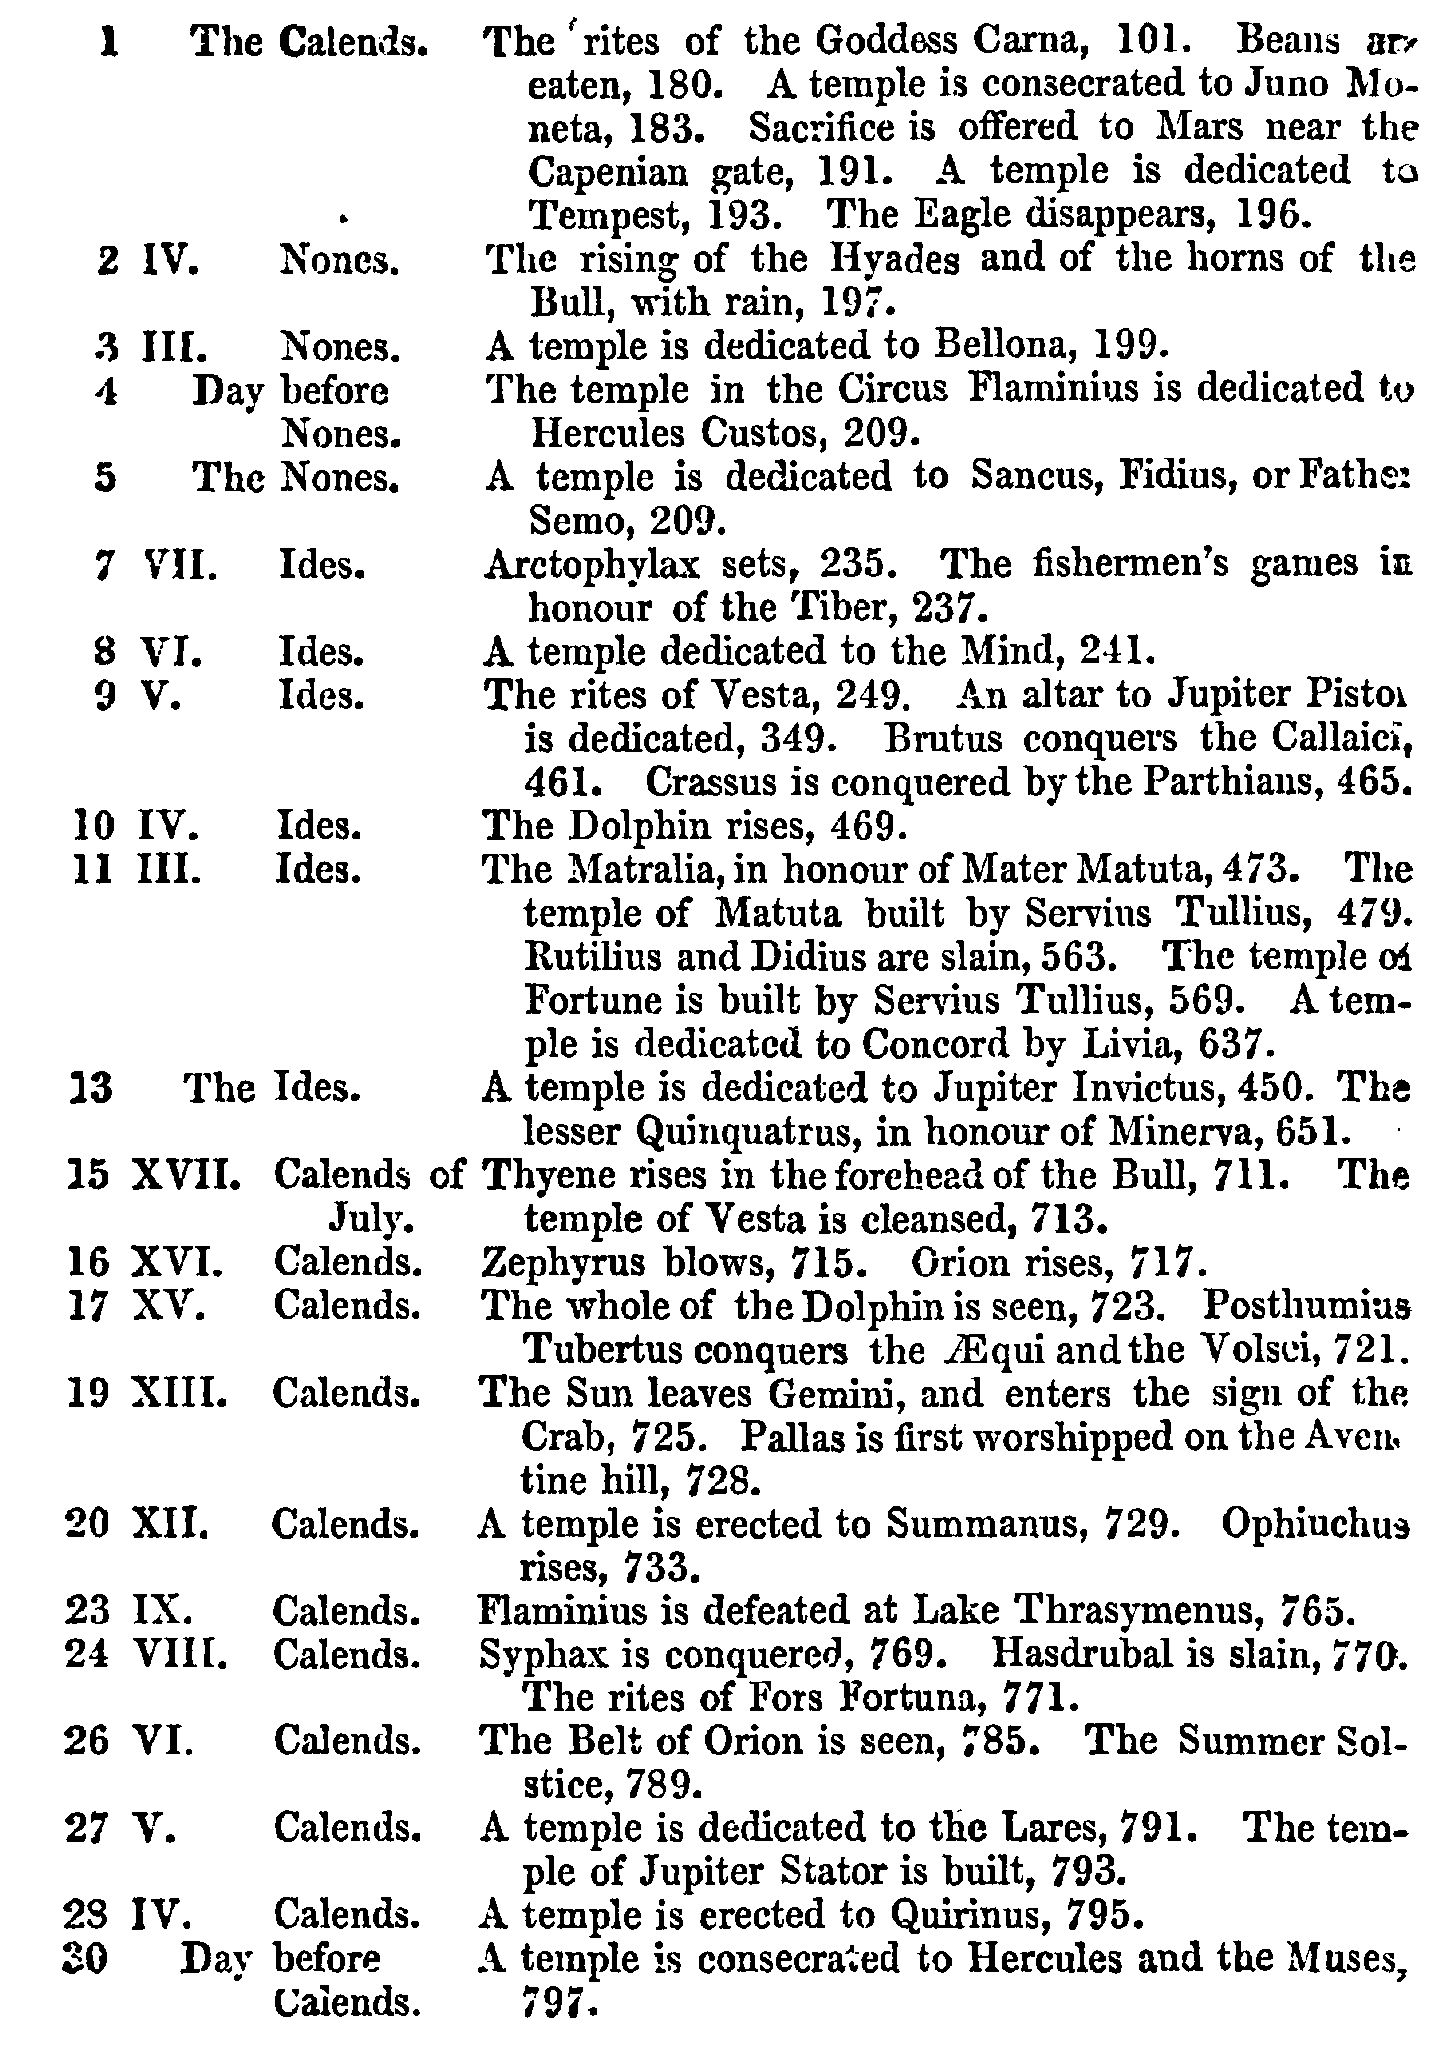 1 The Calends. The rites of the Goddess Carna, 101. Beans are
eaten, 180. A temple is consecrated to Juno Mo-
neta, 183. Sacrifice is offered to Mars near the
Capenian gate, 191. A temple is dedicated to
Tempest, 193. The Eagle disappears, 196.
2 IV. Nones. The rising of the Hyades and of the horns of the
Bull, with rain, 197.
3 III. Nones. A temple is dedicated to Bellona, 199.
4 Day before The temple in the Circus Flaminius is dedicated to
Nones. Hercules Custos, 209.
5 The Nones. A temple is dedicated to Sancus, Fidius, or Father
Semo, 209.
7 VII. Ides. Arctophylax sets, 235. The fishermen's games in
honour of the Tiber, 237.
8 VI. Ides. A temple dedicated to the Mind, 241.
9 V. Ides. The rites of Vesta, 249. An altar to Jupiter Pistor
is dedicated, 349. Brutus conquers the Callaici,
461. Crassus is conquered by the Parthians, 465.
10 IV. Ides. The Dolphin rises, 469.
11 III. Ides. The Matralia, in honour of Mater Matuta, 473. The
temple of Matuta built by Servius Tullius, 479.
Rutilius and Didius are slain, 563. The temple of
Fortune is built by Servius Tullius, 569. A tem-
ple is dedicated to Concord by Livia, 637.
13 The Ides. A temple is dedicated to Jupiter Invictus, 450. The
lesser Quinquatrus, in honour of Minerva, 651.
15 XVII. Calends of Thyene rises in the forehead of the Bull, 711. The
July. temple of Vesta is cleansed, 713.
16 XVI. Calends. Zephyrus blows, 715. Orion rises, 717.
17 XV. Calends. The whole of the Dolphin is seen, 723. Posthumius
Tubertus conquers the Æqui and the Volsci, 721.
19 XIII. Calends. The Sun leaves Gemini, and enters the sign of the
Crab, 725. Pallas is first worshipped on the Aven-
tine hill, 728.
20 XII. Calends. A temple is erected to Summanus, 729. Ophiuchus
rises, 733.
23 IX. Calends. Flaminius is defeated at Lake Thrasymenus, 765.
24 VIII. Calends. Syphax is conquered, 769. Hasdrubal is slain, 770.
The rites of Fors Fortuna, 771.
26 VI. Calends. The Belt of Orion is seen, 785. The Summer Sol-
stice, 789.
27 V. Calends. A temple is dedicated to the Lares, 791. The tem-
ple of Jupiter Stator is built, 793.
28 IV. Calends. A temple is erected to Quirinus, 795.
30 Day before A temple is consecrated to Hercules and the Muses,
Calends. 797.